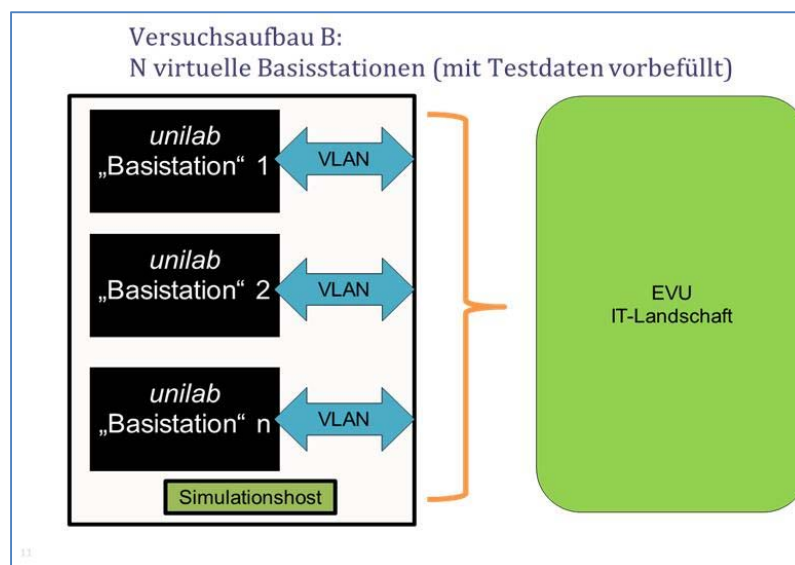 Versuchsaufbau B:
N virtuelle Basisstationen (mit Testdaten vorbefüllt)
unilab
„Basistation“ 1
VLAN
unilab
„Basistation“ 2
VLAN
unilab
„Basistation“ n
VLAN
Simulationshost
EVU
IT-Landschaft
11